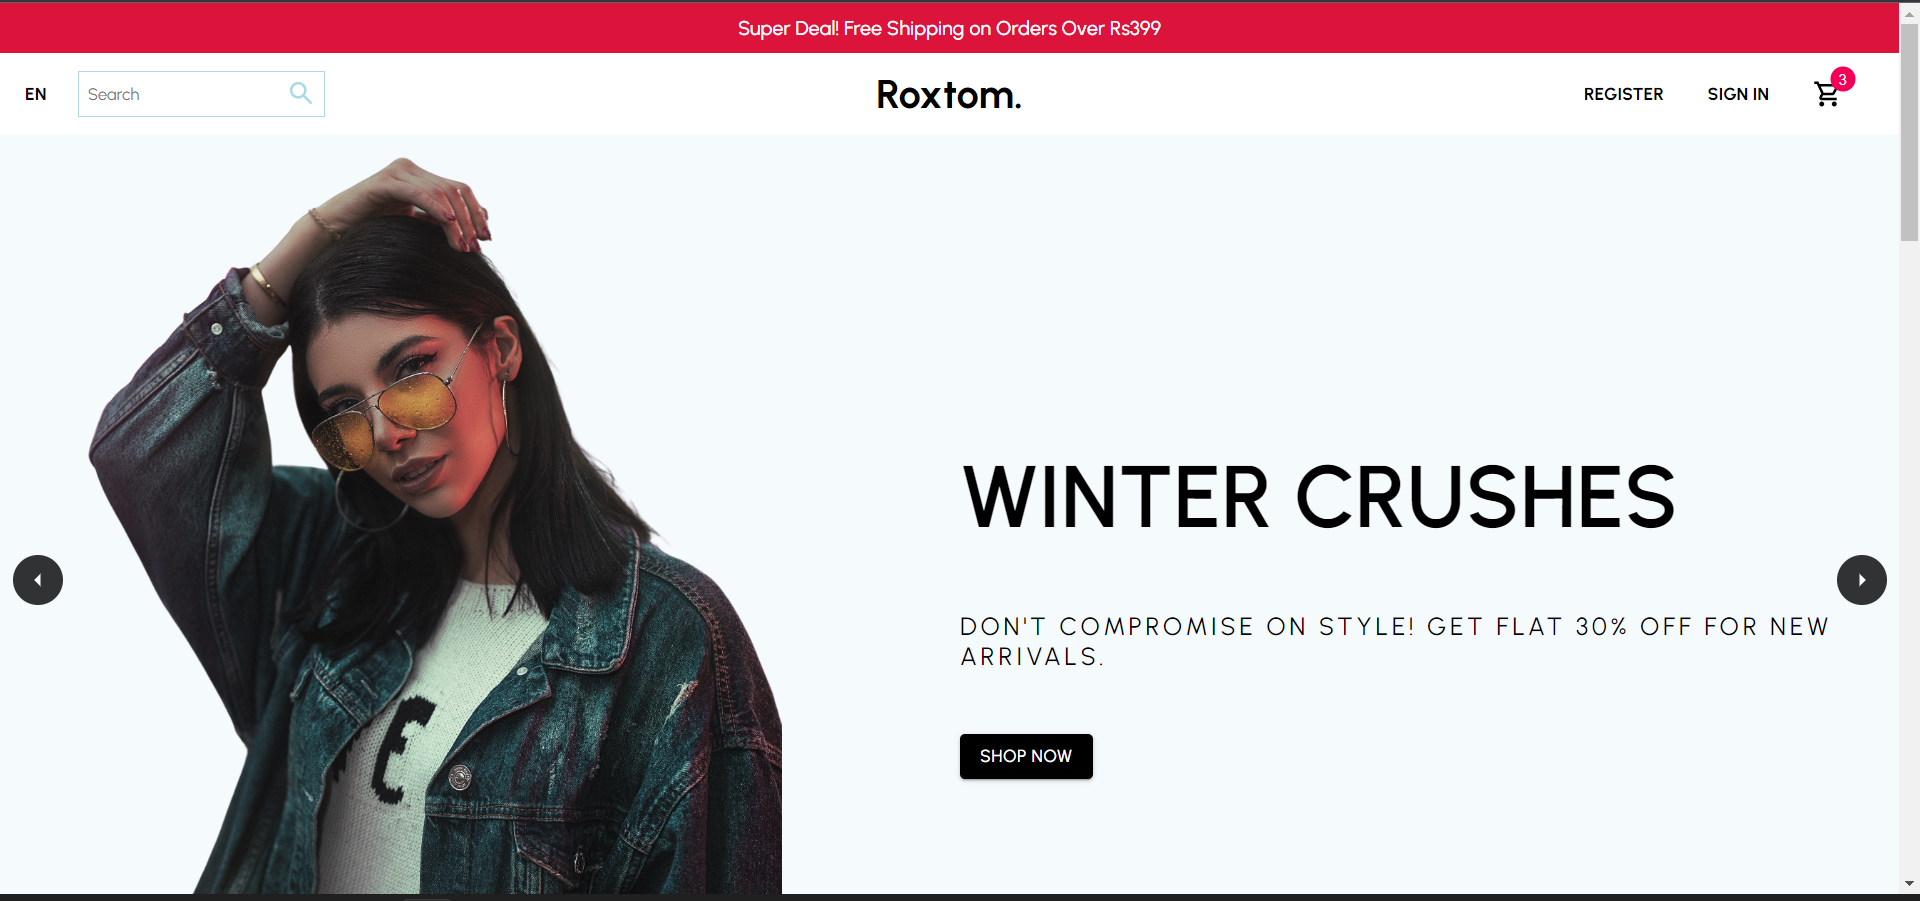 Super Deal! Free Shipping on Orders Over Rs399
EN
Search
Roxtom.
REGISTER
SIGN IN
3
WINTER CRUSHES
DON'T COMPROMISE ON STYLE! GET FLAT 30% OFF FOR NEW
ARRIVALS.
SHOP NOW